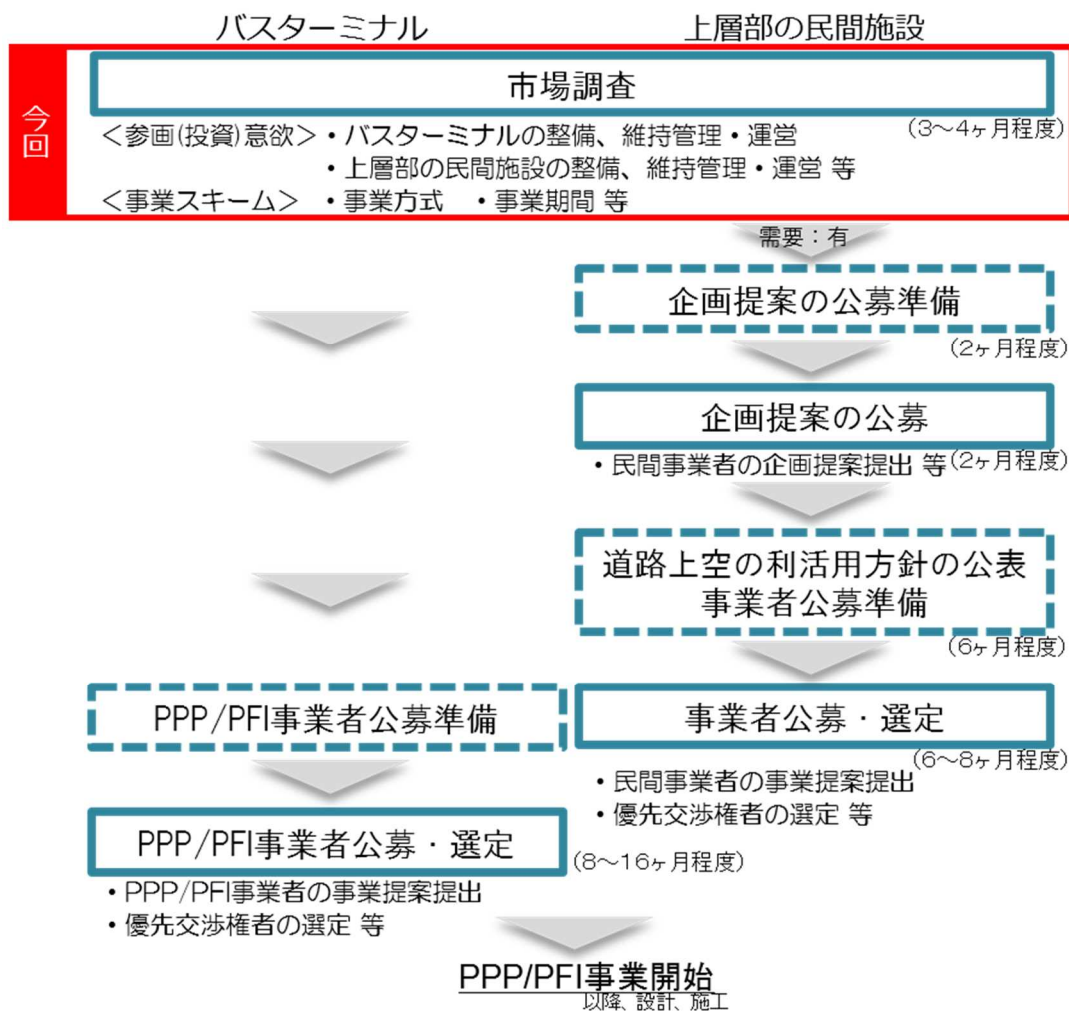 バスターミナル
上層部の民間施設
今回
市場調査
(3〜4ヶ月程度)
＜参画(投資)意欲＞・バスターミナルの整備、維持管理・運営
・上層部の民間施設の整備、維持管理・運営 等
＜事業スキーム＞ ・事業方式 ・事業期間 等
需要：有
企画提案の公募準備
(2ヶ月程度)
企画提案の公募
・民間事業者の企画提案提出 等
(2ヶ月程度)
道路上空の利活用方針の公表
事業者公募準備
(6ヶ月程度)
PPP/PFI事業者公募準備
事業者公募・選定
(6〜8ヶ月程度)
・民間事業者の事業提案提出
・優先交渉権者の選定 等
PPP/PFI事業者公募・選定
(8〜16ヶ月程度)
・PPP/PFI事業者の事業提案提出
・優先交渉権者の選定 等
PPP/PFI事業開始
以降、設計、施工